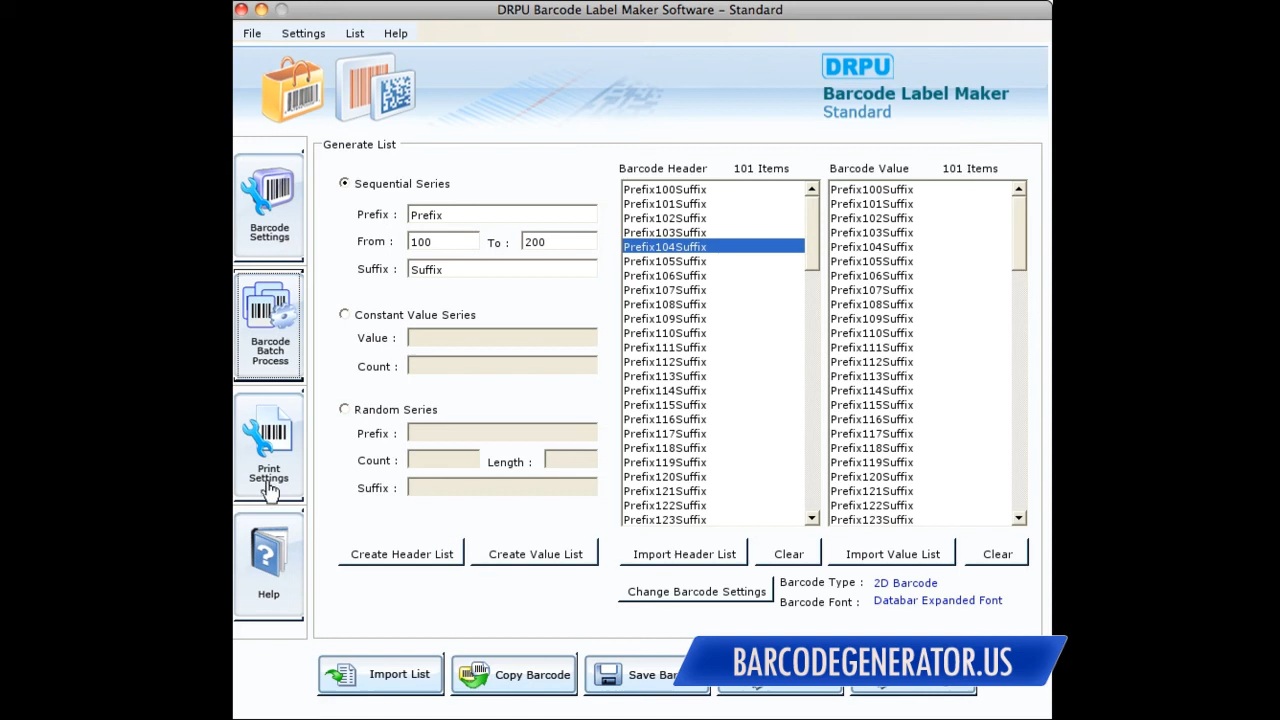 DRPU Barcode Label Maker Software - Standard
File Settings List Help
DRPU
Barcode Label Maker
Standard
Barcode
Settings
Barcode
Batch
Process
Print
Settings
Help
Generate List
Sequential Series
Prefix : Prefix
From : 100 To : 200
Suffix : Suffix
Constant Value Series
Value :
Count :
Random Series
Prefix :
Count : Length :
Suffix :
Create Header List Create Value List
Barcode Header 101 Items
Prefix100Suffix
Prefix101Suffix
Prefix102Suffix
Prefix103Suffix
Prefix104Suffix
Prefix105Suffix
Prefix106Suffix
Prefix107Suffix
Prefix108Suffix
Prefix109Suffix
Prefix110Suffix
Prefix111Suffix
Prefix112Suffix
Prefix113Suffix
Prefix114Suffix
Prefix115Suffix
Prefix116Suffix
Prefix117Suffix
Prefix118Suffix
Prefix119Suffix
Prefix120Suffix
Prefix121Suffix
Prefix122Suffix
Prefix123Suffix
Import Header List Clear
Barcode Value 101 Items
Prefix100Suffix
Prefix101Suffix
Prefix102Suffix
Prefix103Suffix
Prefix104Suffix
Prefix105Suffix
Prefix106Suffix
Prefix107Suffix
Prefix108Suffix
Prefix109Suffix
Prefix110Suffix
Prefix111Suffix
Prefix112Suffix
Prefix113Suffix
Prefix114Suffix
Prefix115Suffix
Prefix116Suffix
Prefix117Suffix
Prefix118Suffix
Prefix119Suffix
Prefix120Suffix
Prefix121Suffix
Prefix122Suffix
Prefix123Suffix
Import Value List Clear
Change Barcode Settings
Barcode Type : 2D Barcode
Barcode Font : Databar Expanded Font
Import List Copy Barcode Save Bar
BARCODEGENERATOR.US